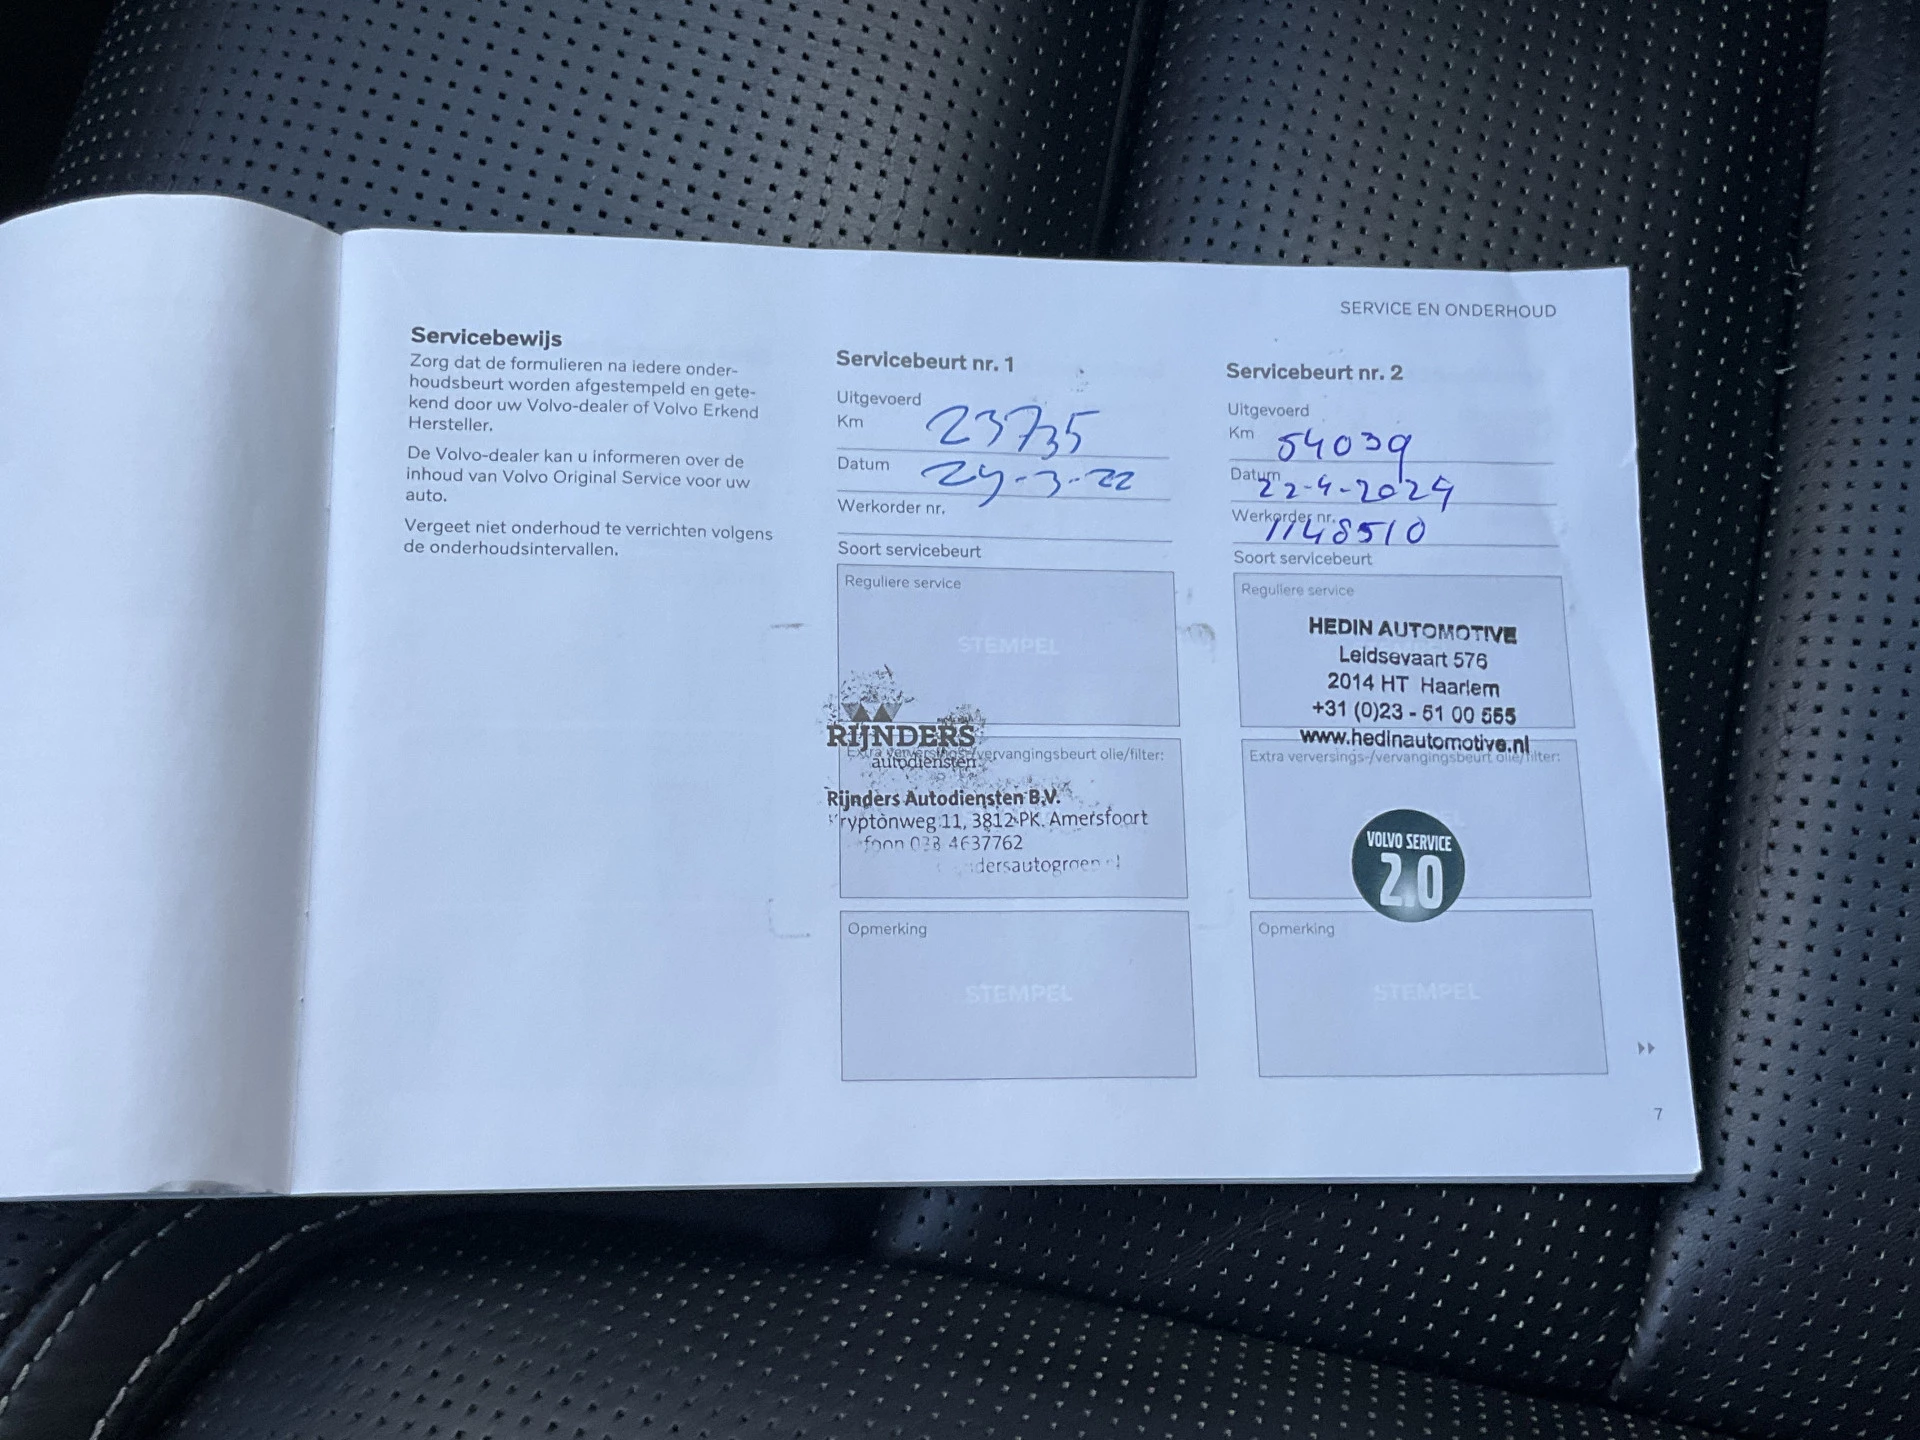 SERVICE EN ONDERHOUD
Servicebewijs
Zorg dat de formulieren na iedere onder-
houdsbeurt worden afgestempeld en gete-
kend door uw Volvo-dealer of Volvo Erkend
Hersteller.
De Volvo-dealer kan u informeren over de
inhoud van Volvo Original Service voor uw
auto.
Vergeet niet onderhoud te verrichten volgens
de onderhoudsintervallen.
Servicebeurt nr. 1
Uitgevoerd
Km 23735
Datum 24-3-22
Werkorder nr.
Soort servicebeurt
Reguliere service
STEMPEL
RIJNDERS
Extra verversings-/vervangingsbeurt olie/filter:
autodiensten
Rijnders Autodiensten B.V.
ryptonweg 11, 3812 PK. Amersfoort
foon 033 4637762
Opmerking
STEMPEL
Servicebeurt nr. 2
Uitgevoerd
Km 54039
Datum 22-4-2024
Werkorder nr. 1148510
Soort servicebeurt
Reguliere service
HEDIN AUTOMOTIVE
Leidsevaart 576
2014 HT Haarlem
+31 (0)23 - 51 00 555
www.hedinautomotive.nl
Extra verversings-/vervangingsbeurt olie/filter:
VOLVO SERVICE
2.0
Opmerking
STEMPEL
7